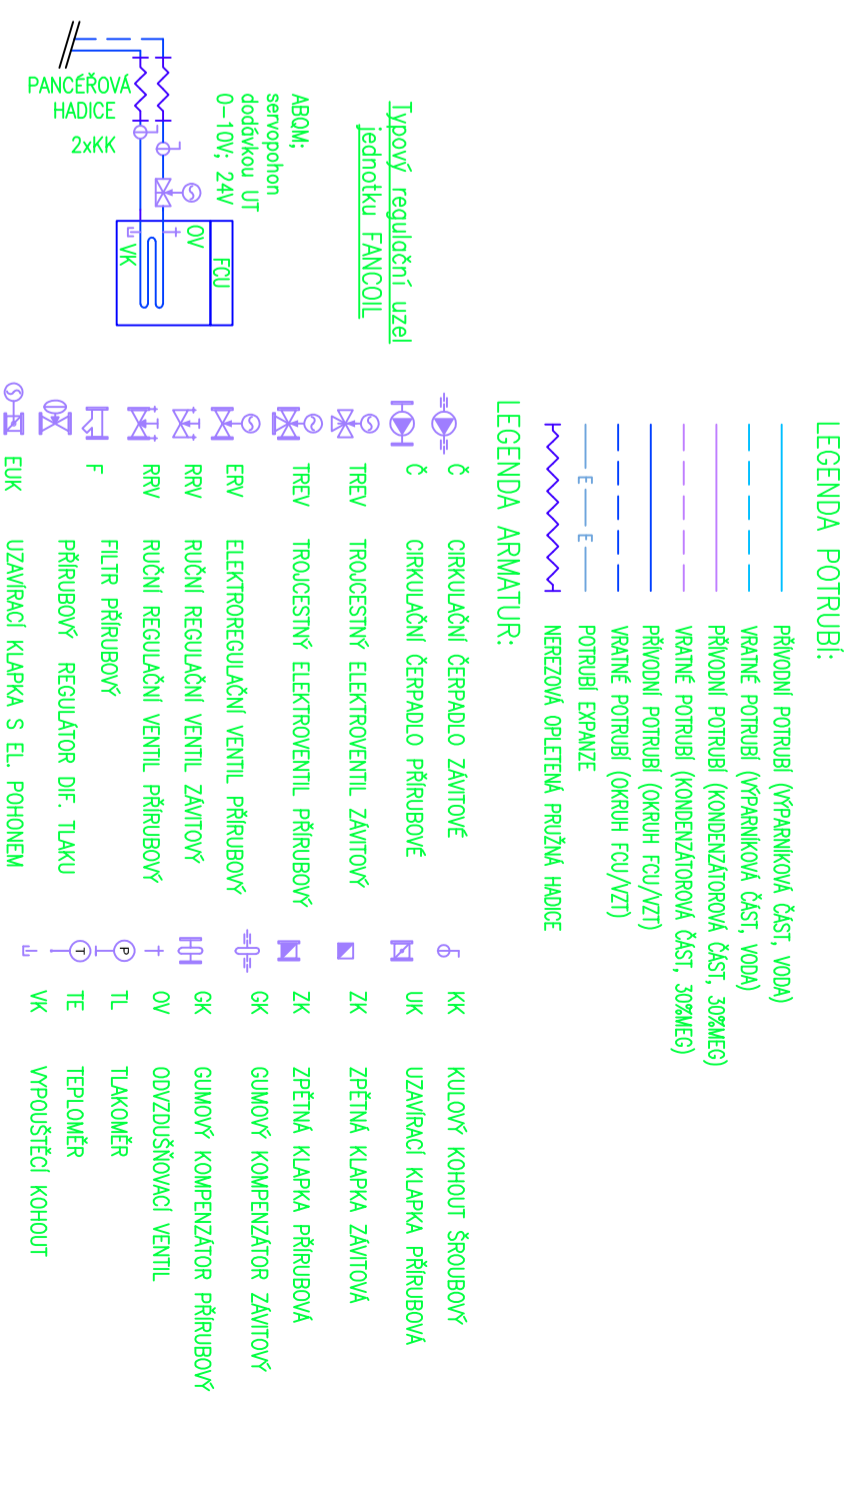 LEGENDA POTRUBÍ:
PŘÍVODNÍ POTRUBÍ (VÝPARNÍKOVÁ ČÁST, VODA)
VRATNÉ POTRUBÍ (VÝPARNÍKOVÁ ČÁST, VODA)
PŘÍVODNÍ POTRUBÍ (KONDENZÁTOROVÁ ČÁST, 30%MEG)
VRATNÉ POTRUBÍ (KONDENZÁTOROVÁ ČÁST, 30%MEG)
PŘÍVODNÍ POTRUBÍ (OKRUH FCU/VZT)
VRATNÉ POTRUBÍ (OKRUH FCU/VZT)
E E POTRUBÍ EXPANZE
NEREZOVÁ OPLETENÁ PRUŽNÁ HADICE
LEGENDA ARMATUR:
Č CIRKULAČNÍ ČERPADLO ZÁVITOVÉ
Č CIRKULAČNÍ ČERPADLO PŘÍRUBOVÉ
TREV TROJCESTNÝ ELEKTROVENTIL ZÁVITOVÝ
TREV TROJCESTNÝ ELEKTROVENTIL PŘÍRUBOVÝ
ERV ELEKTROREGULAČNÍ VENTIL PŘÍRUBOVÝ
RRV RUČNÍ REGULAČNÍ VENTIL ZÁVITOVÝ
RRV RUČNÍ REGULAČNÍ VENTIL PŘÍRUBOVÝ
F FILTR PŘÍRUBOVÝ
PŘÍRUBOVÝ REGULÁTOR DIF. TLAKU
EUK UZAVÍRACÍ KLAPKA S EL. POHONEM
KK KULOVÝ KOHOUT ŠROUBOVÝ
UK UZAVÍRACÍ KLAPKA PŘÍRUBOVÁ
ZK ZPĚTNÁ KLAPKA ZÁVITOVÁ
ZK ZPĚTNÁ KLAPKA PŘÍRUBOVÁ
GK GUMOVÝ KOMPENZÁTOR ZÁVITOVÝ
GK GUMOVÝ KOMPENZÁTOR PŘÍRUBOVÝ
OV ODVZDUŠŇOVACÍ VENTIL
P TL TLAKOMĚR
T TE TEPLOMĚR
VK VYPOUŠTĚCÍ KOHOUT
Typový regulační uzel
jednotku FANCOIL
ABQM;
servopohon
dodávkou UT
0-10V; 24V
FCU
OV
VK
PANCÉŘOVÁ
HADICE
2xKK